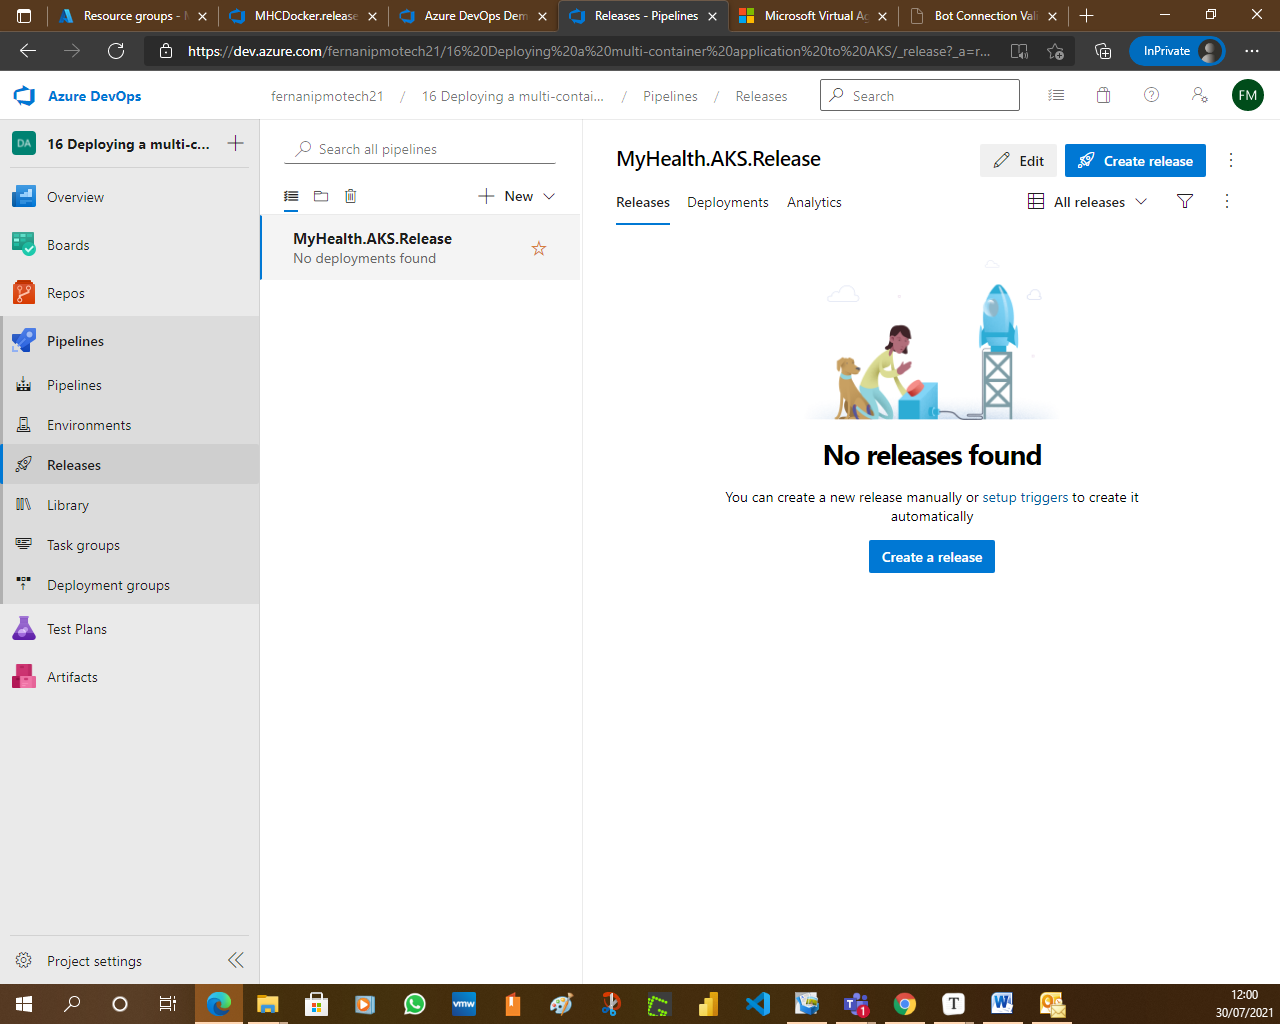 Resource groups - M
MHCDocker.release
Azure DevOps Dem
Releases - Pipelines
Microsoft Virtual Ag
Bot Connection Vali
https://dev.azure.com/fernanipmotech21/16%20Deploying%20a%20multi-container%20application%20to%20AKS/_release?_a=r...
InPrivate
Azure DevOps
fernanipmotech21 / 16 Deploying a multi-contai... / Pipelines / Releases
Search
FM
DA
16 Deploying a multi-c...
Overview
Boards
Repos
Pipelines
Pipelines
Environments
Releases
Library
Task groups
Deployment groups
Test Plans
Artifacts
Project settings
Search all pipelines
New
MyHealth.AKS.Release
No deployments found
MyHealth.AKS.Release
Edit
Create release
Releases
Deployments
Analytics
All releases
No releases found
You can create a new release manually or setup triggers to create it
automatically
Create a release
vmw
1
T
12:00
30/07/2021